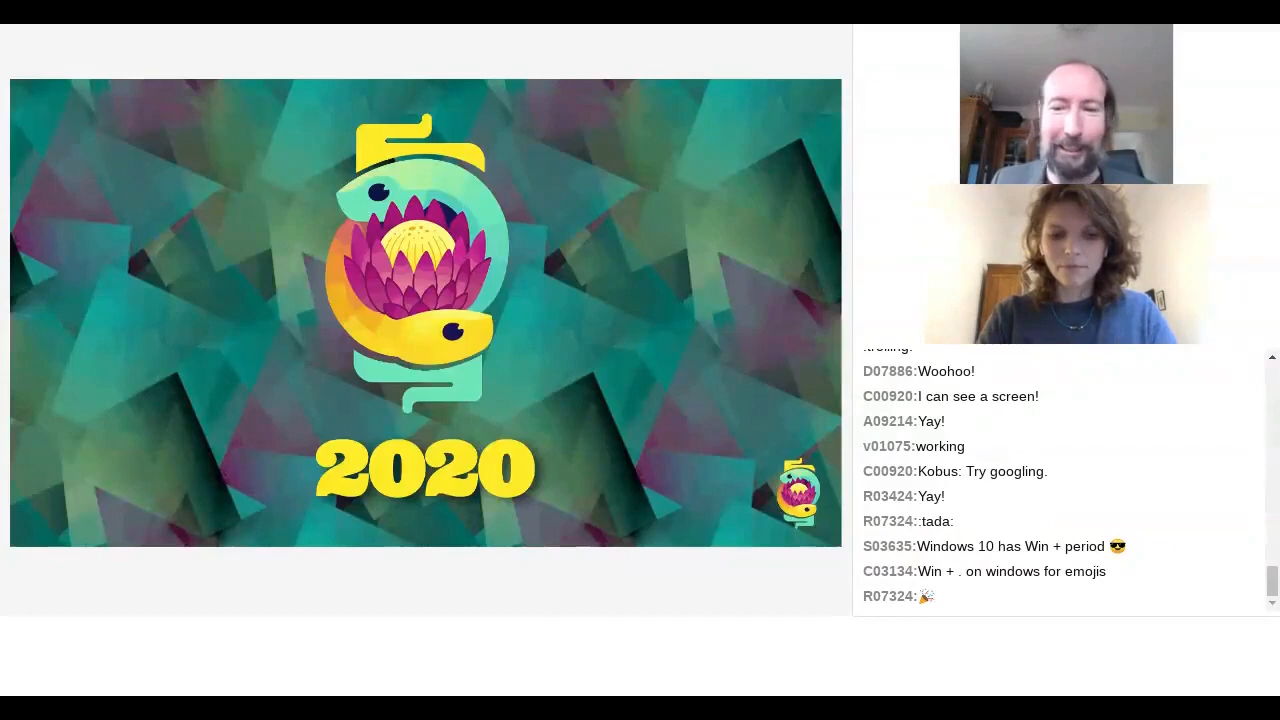 2020
:trolling:
D07886:Woohoo!
C00920:I can see a screen!
A09214:Yay!
v01075:working
C00920:Kobus: Try googling.
R03424:Yay!
R07324::tada:
S03635:Windows 10 has Win + period 😎
C03134:Win + . on windows for emojis
R07324:🎉